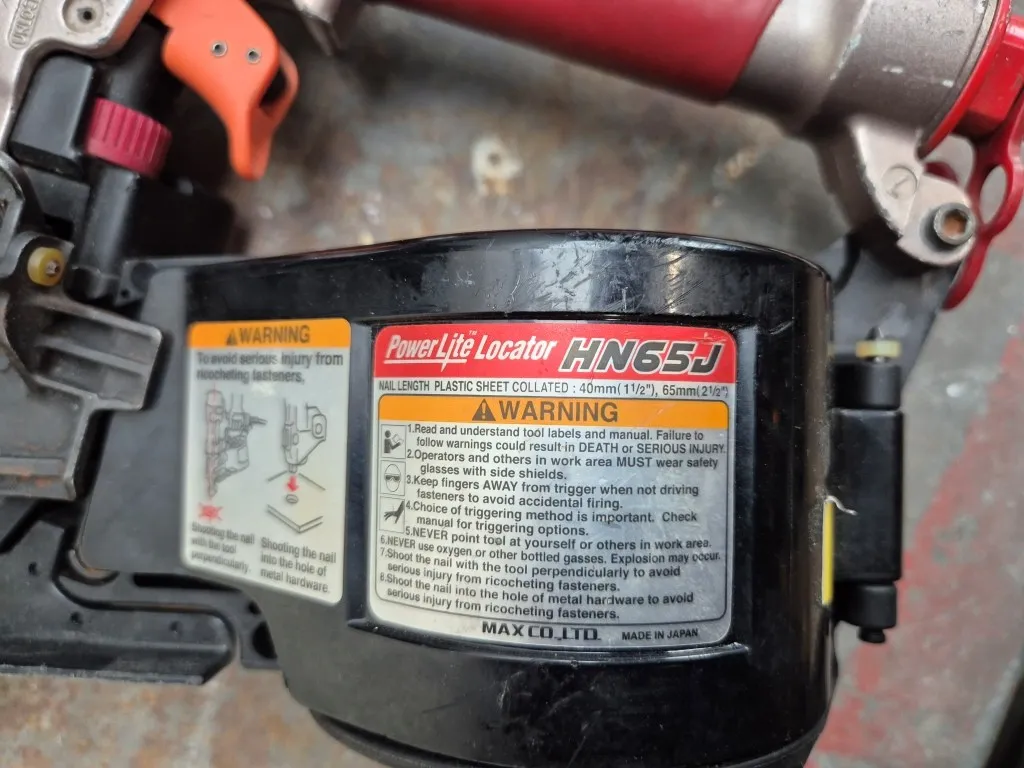 WARNING
To avoid serious injury from
ricocheting fasteners,
Shooting the nail
with the tool
perpendicularly.
Shooting the nail
into the hole of
metal hardware.
PowerLite™ Locator HN65J
NAIL LENGTH PLASTIC SHEET COLLATED : 40mm(1 1/2"), 65mm(2 1/2")
WARNING
1.Read and understand tool labels and manual. Failure to
follow warnings could result in DEATH or SERIOUS INJURY.
2.Operators and others in work area MUST wear safety
glasses with side shields.
3.Keep fingers AWAY from trigger when not driving
fasteners to avoid accidental firing.
4.Choice of triggering method is important. Check
manual for triggering options.
5.NEVER point tool at yourself or others in work area.
6.NEVER use oxygen or other bottled gasses. Explosion may occur.
7.Shoot the nail with the tool perpendicularly to avoid
serious injury from ricocheting fasteners.
8.Shoot the nail into the hole of metal hardware to avoid
serious injury from ricocheting fasteners.
MAX CO.,LTD. MADE IN JAPAN